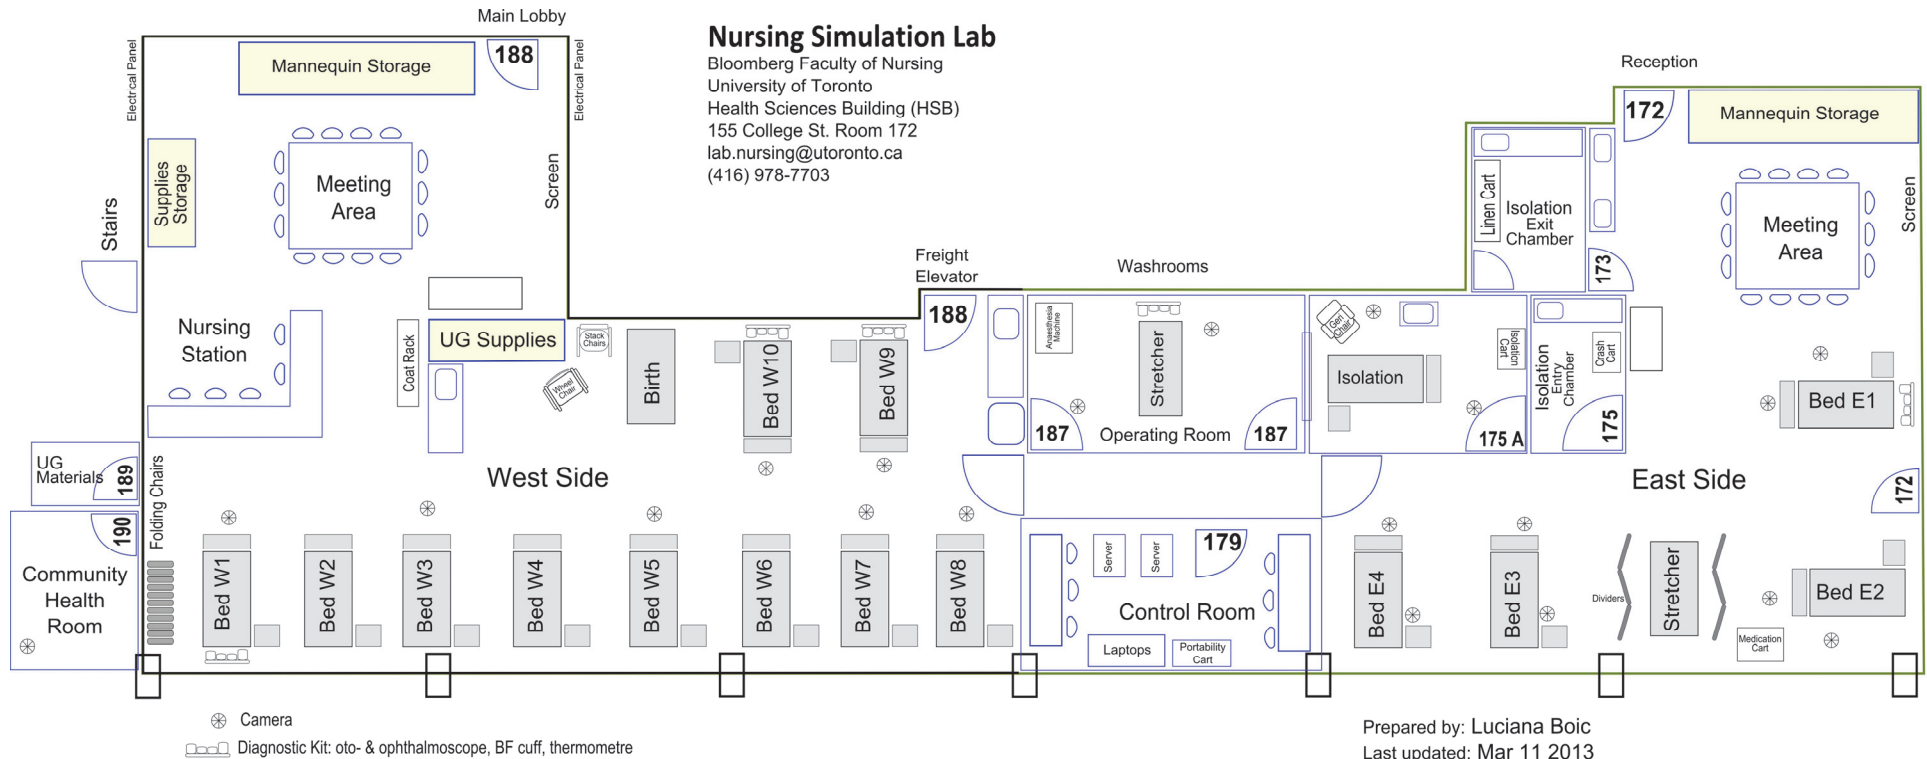 Main Lobby
Nursing Simulation Lab
Bloomberg Faculty of Nursing
University of Toronto
Health Sciences Building (HSB)
155 College St. Room 172
lab.nursing@utoronto.ca
(416) 978-7703
Electrical Panel
Mannequin Storage
188
Electrical Panel
Supplies
Storage
Meeting
Area
Screen
Stairs
Nursing
Station
Coat Rack
UG Supplies
Stack
Chairs
Wheel
Chair
Birth
Bed W10
Bed W9
Freight
Elevator
188
Washrooms
Anaesthesia
Machine
Stretcher
187
Operating Room
187
Geri
Chair
Isolation
Isolation
Cart
175 A
Isolation
Entry
Chamber
Crash
Cart
175
Linen Cart
Isolation
Exit
Chamber
173
Reception
172
Mannequin Storage
Meeting
Area
Screen
Bed E1
172
UG
Materials
189
190
Folding Chairs
Community
Health
Room
West Side
East Side
Bed W1
Bed W2
Bed W3
Bed W4
Bed W5
Bed W6
Bed W7
Bed W8
Server
Server
179
Control Room
Laptops
Portability
Cart
Bed E4
Bed E3
Dividers
Stretcher
Bed E2
Medication
Cart
Camera
Diagnostic Kit: oto- & ophthalmoscope, BF cuff, thermometre
Prepared by: Luciana Boic
Last updated: Mar 11 2013